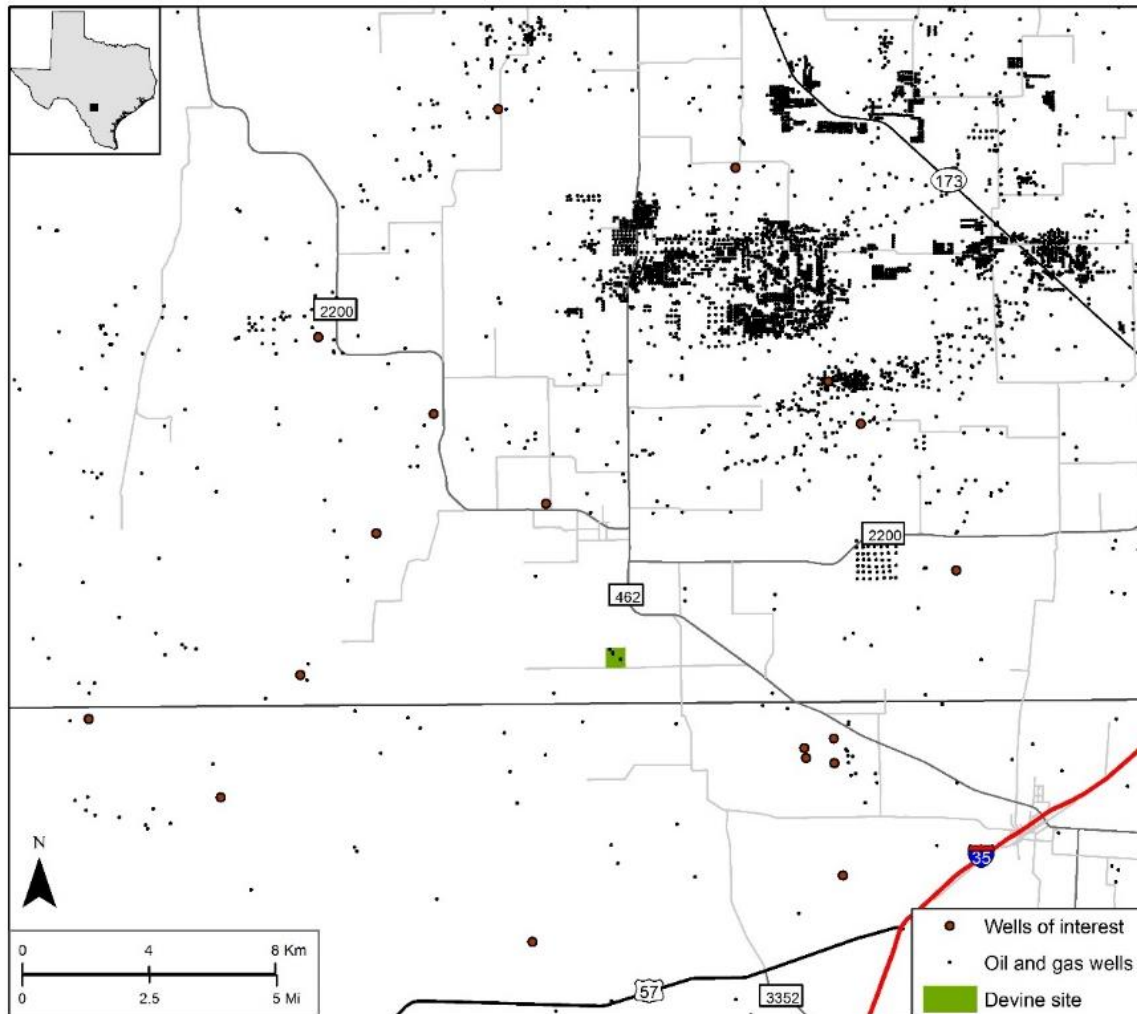 173
2200
2200
462
N
35
0 4 8 Km
0 2.5 5 Mi
57
3352
Wells of interest
Oil and gas wells
Devine site